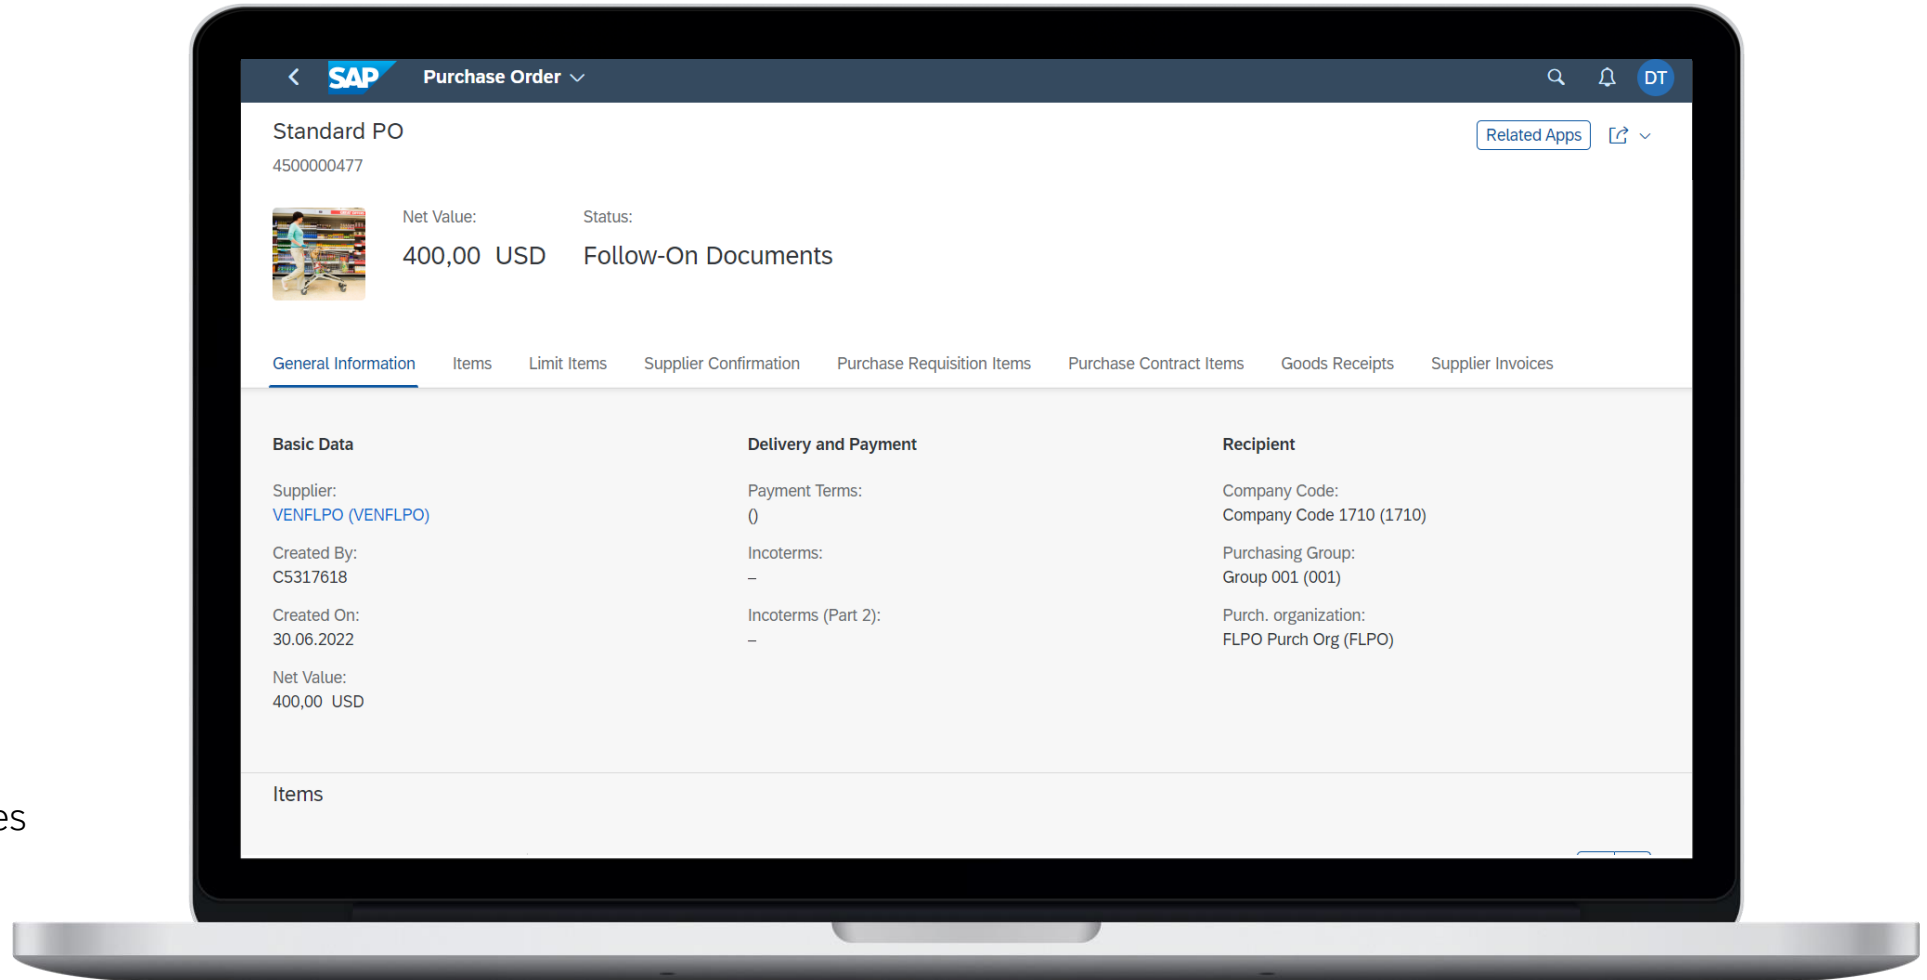 SAP Purchase Order
DT
Standard PO
Related Apps
4500000477
Net Value:
Status:
400,00 USD
Follow-On Documents
General Information
Items
Limit Items
Supplier Confirmation
Purchase Requisition Items
Purchase Contract Items
Goods Receipts
Supplier Invoices
Basic Data
Supplier:
VENFLPO (VENFLPO)
Created By:
C5317618
Created On:
30.06.2022
Net Value:
400,00 USD
Delivery and Payment
Payment Terms:
()
Incoterms:
–
Incoterms (Part 2):
–
Recipient
Company Code:
Company Code 1710 (1710)
Purchasing Group:
Group 001 (001)
Purch. organization:
FLPO Purch Org (FLPO)
Items
es